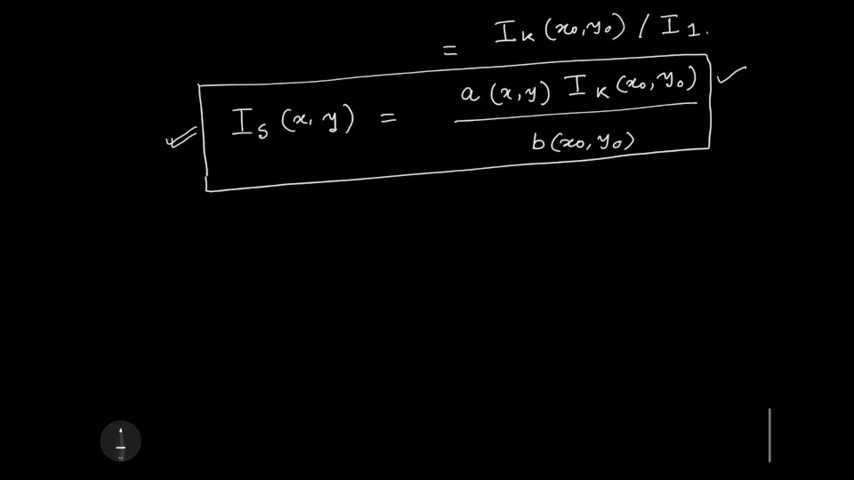 = I_k (x₀,y₀) / I_1.
I_s (x, y) = a (x,y) I_k (x₀,y₀) / b(x₀,y₀)